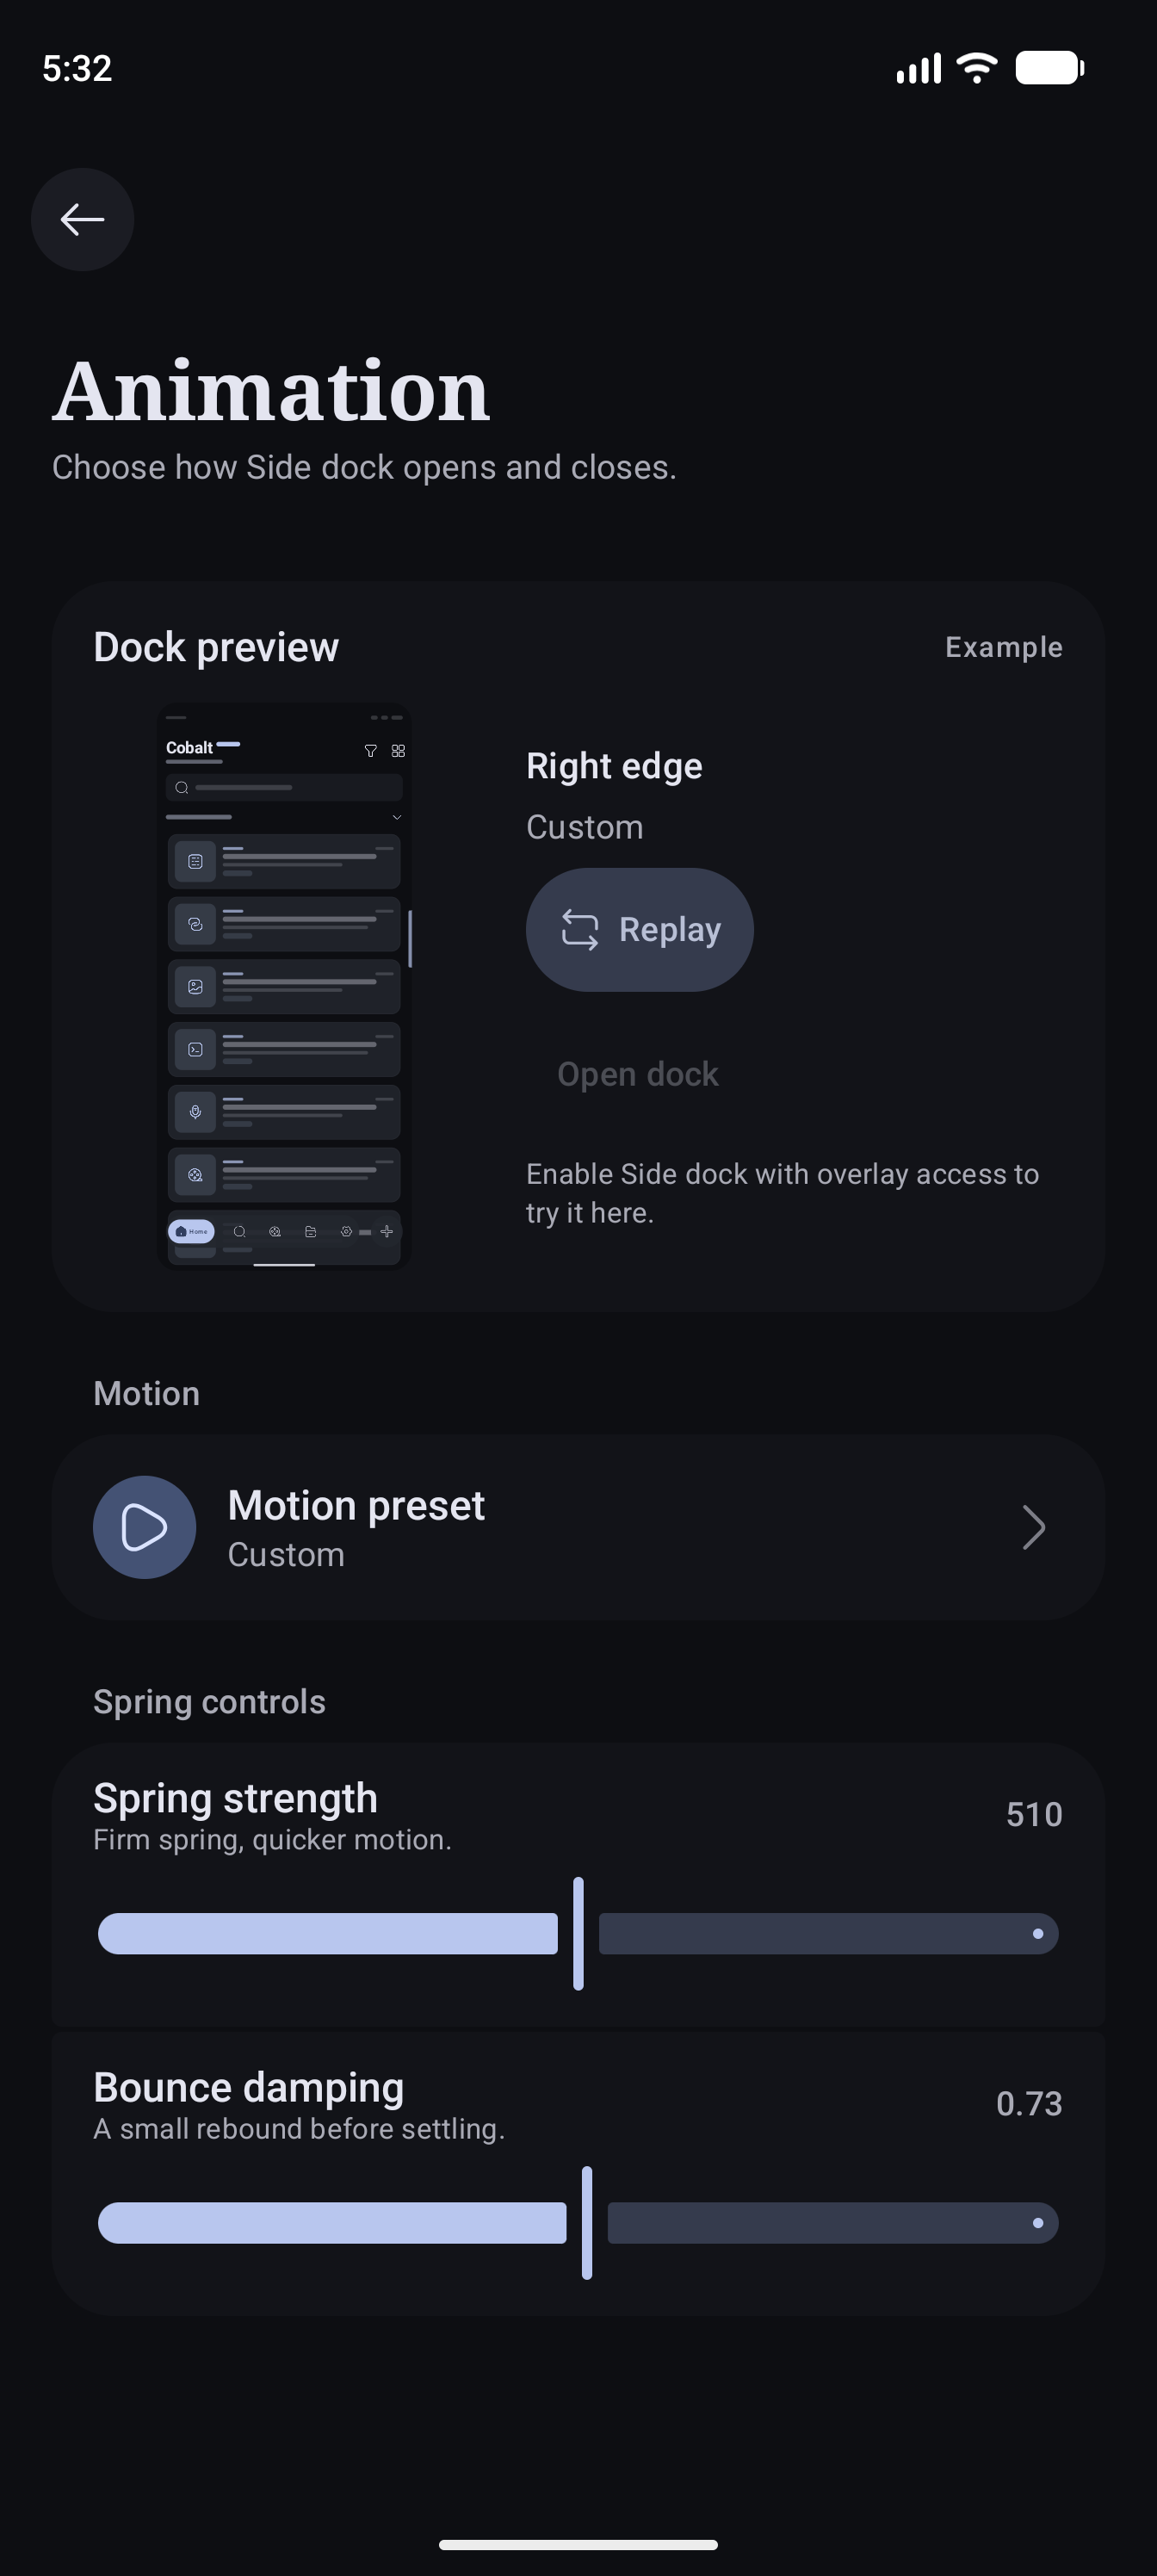 5:32
Animation
Choose how Side dock opens and closes.
Dock preview
Example
Cobalt
Home
Right edge
Custom
Replay
Open dock
Enable Side dock with overlay access to
try it here.
Motion
Motion preset
Custom
Spring controls
Spring strength
Firm spring, quicker motion.
510
Bounce damping
A small rebound before settling.
0.73